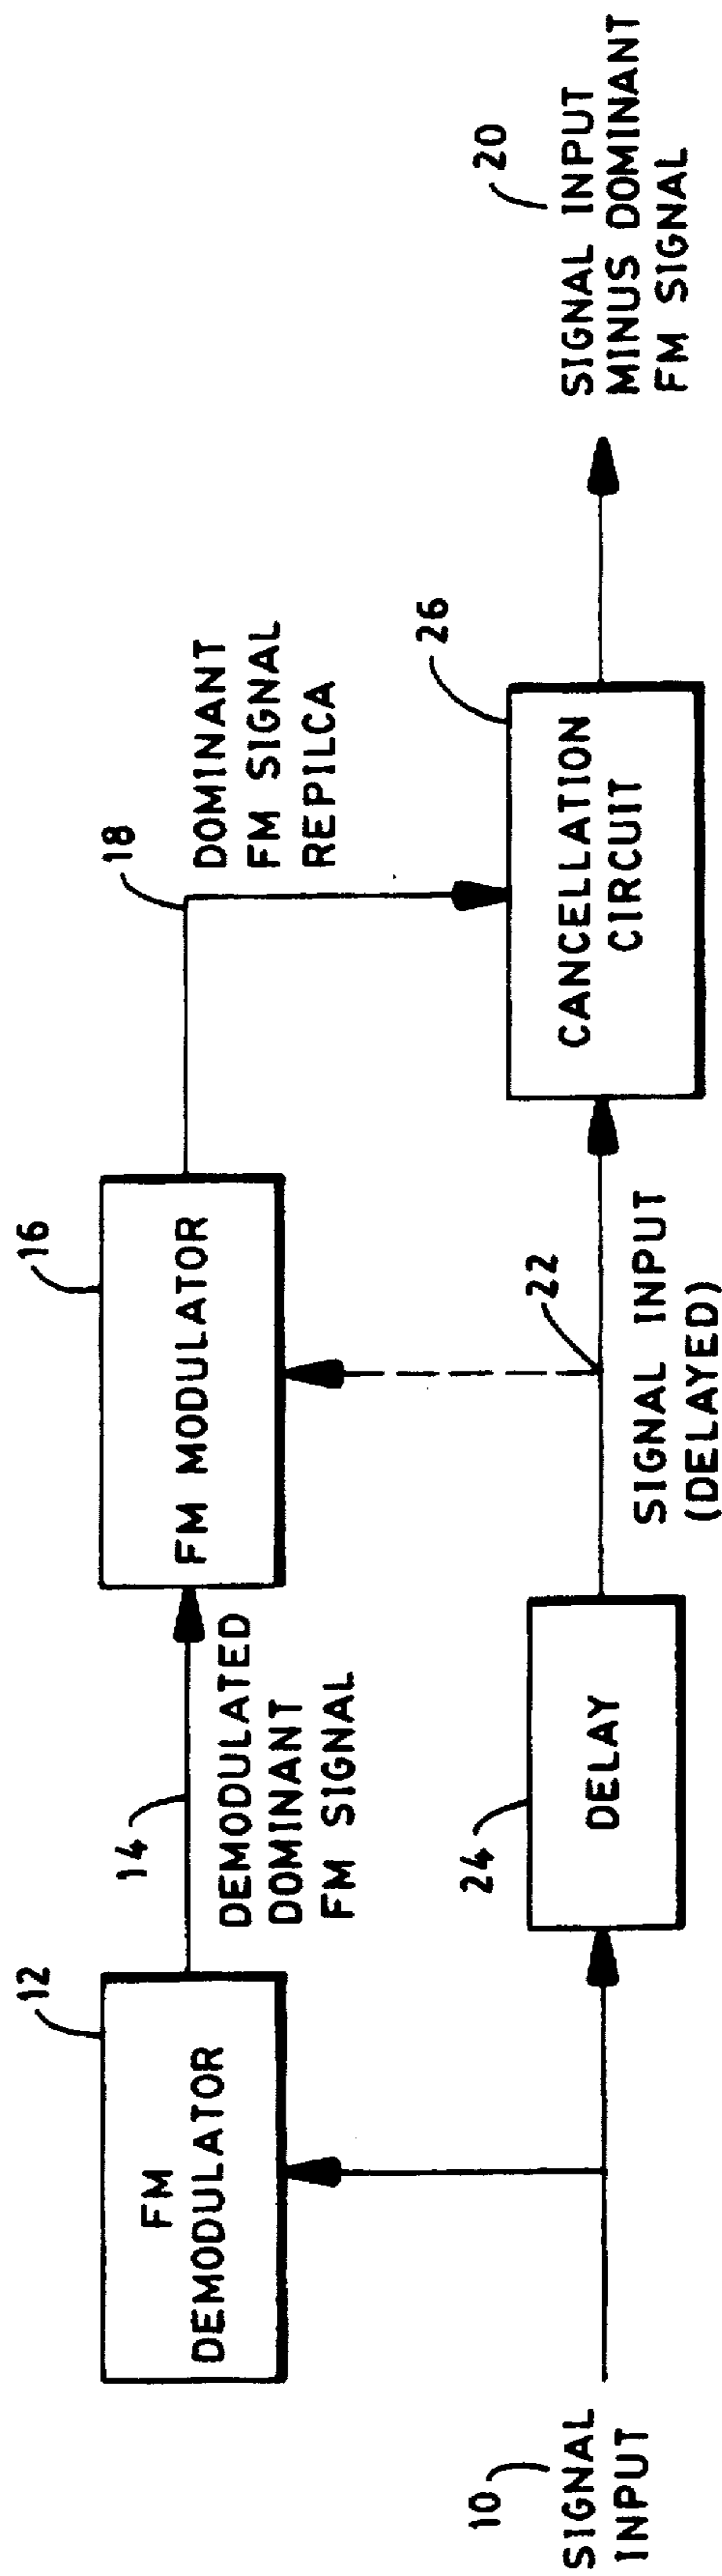 12
FM
DEMODULATOR
14
DEMODULATED
DOMINANT
FM SIGNAL
16
FM MODULATOR
18
DOMINANT
FM SIGNAL
REPILCA
10
SIGNAL
INPUT
24
DELAY
22
SIGNAL INPUT
(DELAYED)
26
CANCELLATION
CIRCUIT
20
SIGNAL INPUT
MINUS DOMINANT
FM SIGNAL